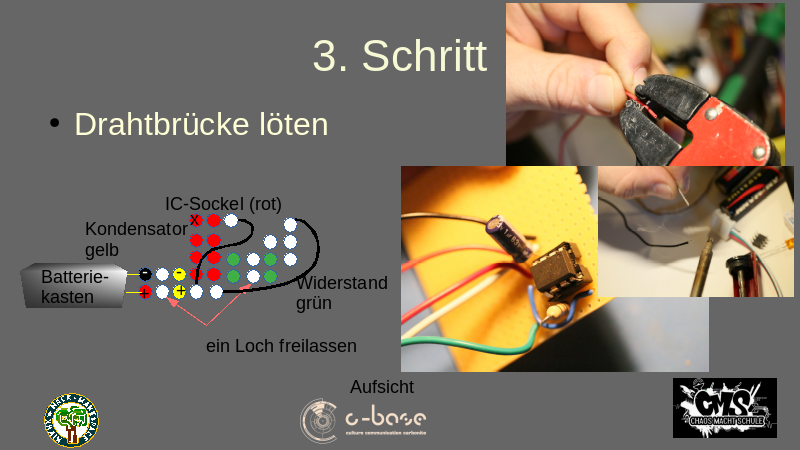 3. Schritt
• Drahtbrücke löten
IC-Sockel (rot)
x
Kondensator
gelb
Batterie-
kasten
- -
+ +
Widerstand
grün
ein Loch freilassen
Aufsicht
c-base
culture communication carbonite
CMS
CHAOS MACHT SCHULE